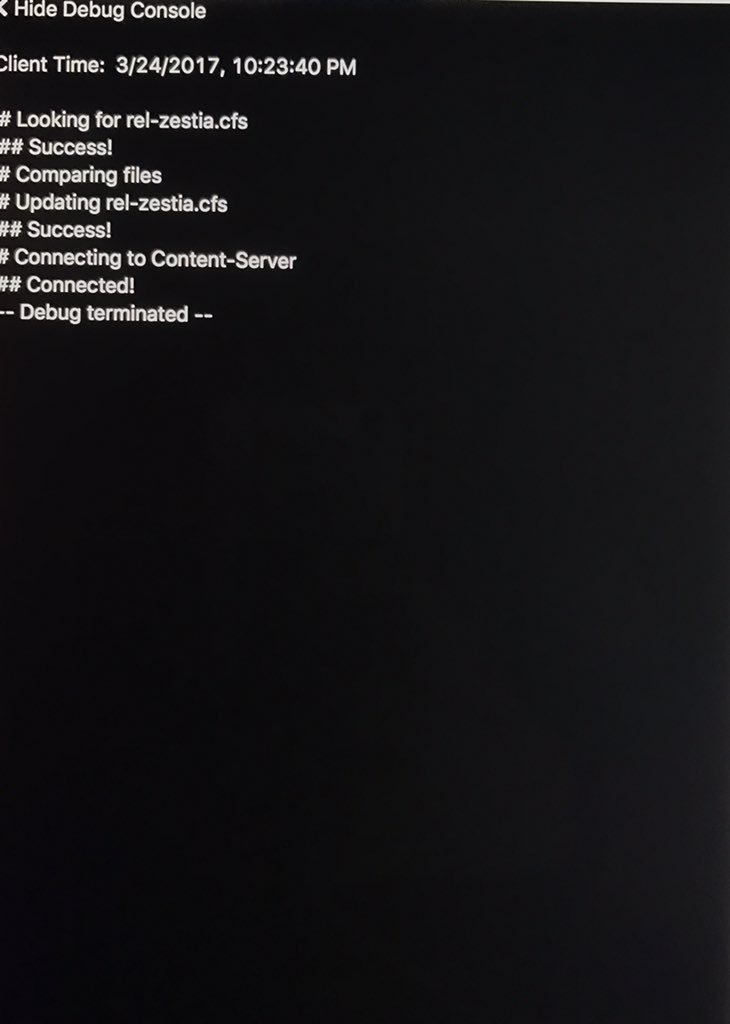 Hide Debug Console
Client Time: 3/24/2017, 10:23:40 PM
# Looking for rel-zestia.cfs
## Success!
# Comparing files
# Updating rel-zestia.cfs
## Success!
# Connecting to Content-Server
## Connected!
-- Debug terminated --